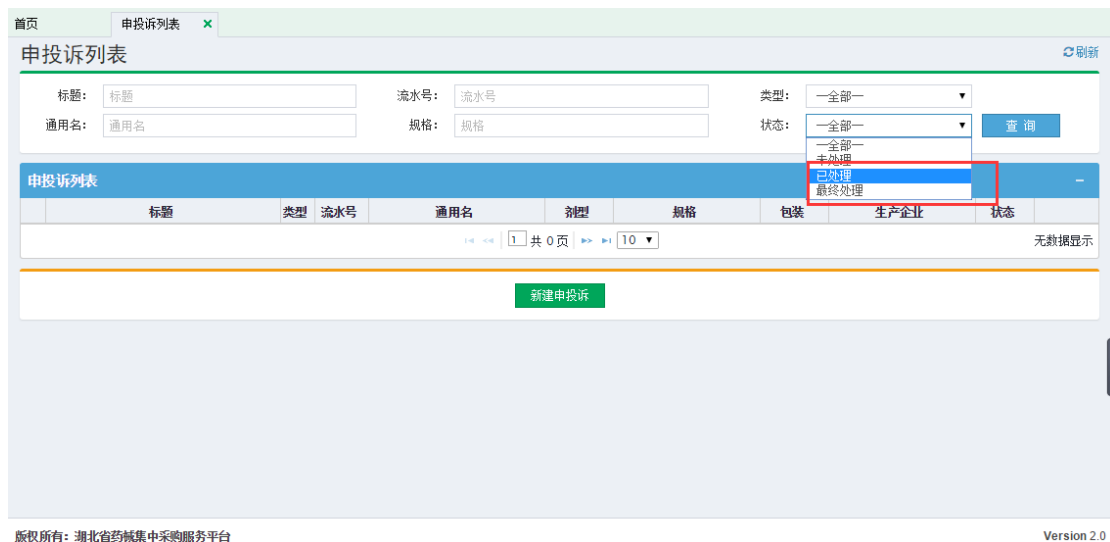 首页 申投诉列表 ×
申投诉列表 刷新
标题： 标题 流水号： 流水号 类型： —全部—
通用名： 通用名 规格： 规格 状态： —全部— 查 询
—全部—
未处理
已处理
最终处理
申投诉列表
标题 类型 流水号 通用名 剂型 规格 包装 生产企业 状态
1 共 0 页 10 无数据显示
新建申投诉
版权所有：湖北省药械集中采购服务平台 Version 2.0